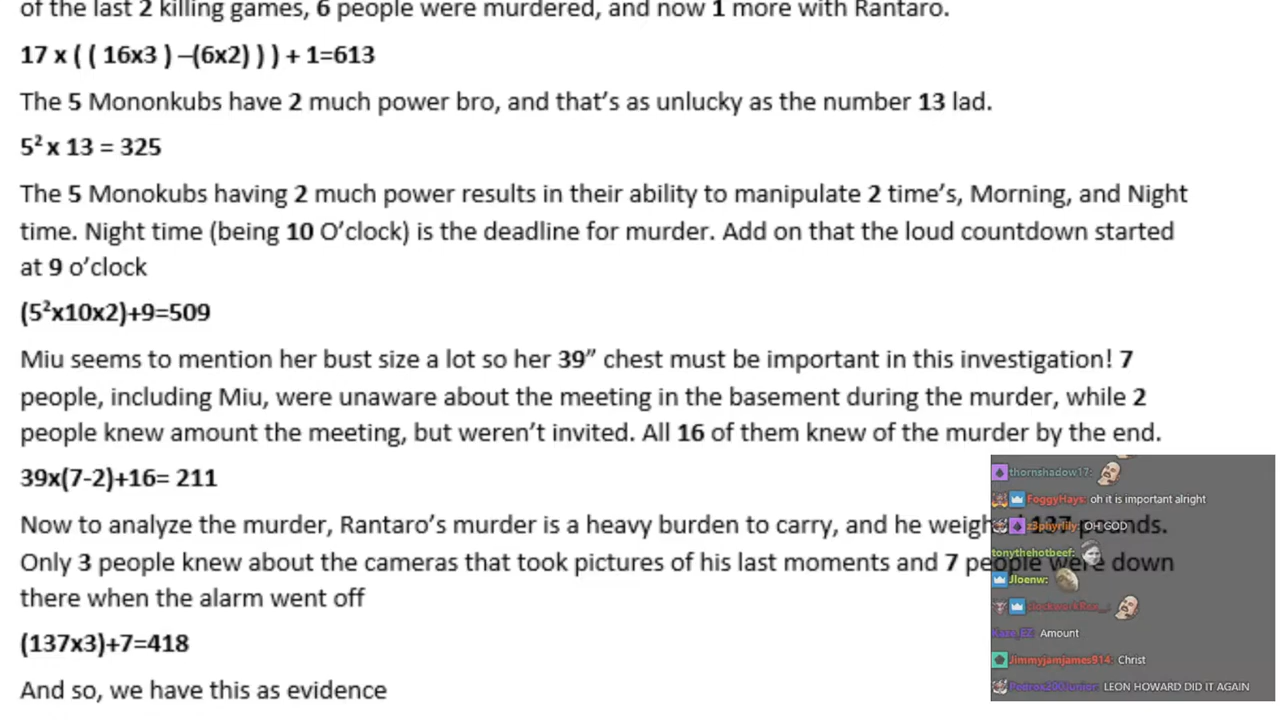 of the last 2 killing games, 6 people were murdered, and now 1 more with Rantaro.
17 x ( ( 16x3 ) –(6x2) ) ) + 1=613
The 5 Mononkubs have 2 much power bro, and that's as unlucky as the number 13 lad.
5² x 13 = 325
The 5 Monokubs having 2 much power results in their ability to manipulate 2 time's, Morning, and Night
time. Night time (being 10 O'clock) is the deadline for murder. Add on that the loud countdown started
at 9 o'clock
(5²x10x2)+9=509
Miu seems to mention her bust size a lot so her 39" chest must be important in this investigation! 7
people, including Miu, were unaware about the meeting in the basement during the murder, while 2
people knew amount the meeting, but weren't invited. All 16 of them knew of the murder by the end.
39x(7-2)+16= 211
Now to analyze the murder, Rantaro's murder is a heavy burden to carry, and he weighs 137 pounds.
Only 3 people knew about the cameras that took pictures of his last moments and 7 people were down
there when the alarm went off
(137x3)+7=418
And so, we have this as evidence
thornshadow17:
FoggyHays: oh it is important alright
z3phyrlily: OH GOD
tonythehotbeef:
Jloenw:
Kaze_EZ: Amount
Jimmyjamjames914: Christ
LEON HOWARD DID IT AGAIN